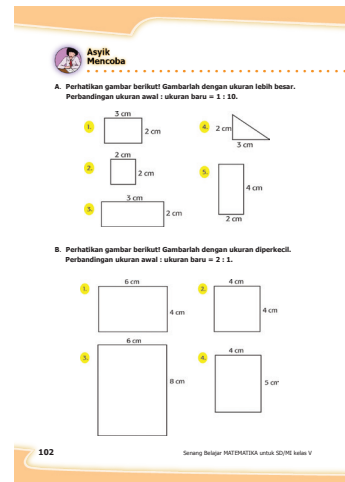 Asyik
Mencoba
A. Perhatikan gambar berikut! Gambarlah dengan ukuran lebih besar.
Perbandingan ukuran awal : ukuran baru = 1 : 10.
1.
3 cm
2 cm
4.
2 cm
3 cm
2.
2 cm
2 cm
5.
4 cm
2 cm
3.
3 cm
2 cm
B. Perhatikan gambar berikut! Gambarlah dengan ukuran diperkecil.
Perbandingan ukuran awal : ukuran baru = 2 : 1.
1.
6 cm
4 cm
2.
4 cm
4 cm
3.
6 cm
8 cm
4.
4 cm
5 cm
102
Senang Belajar MATEMATIKA untuk SD/MI kelas V